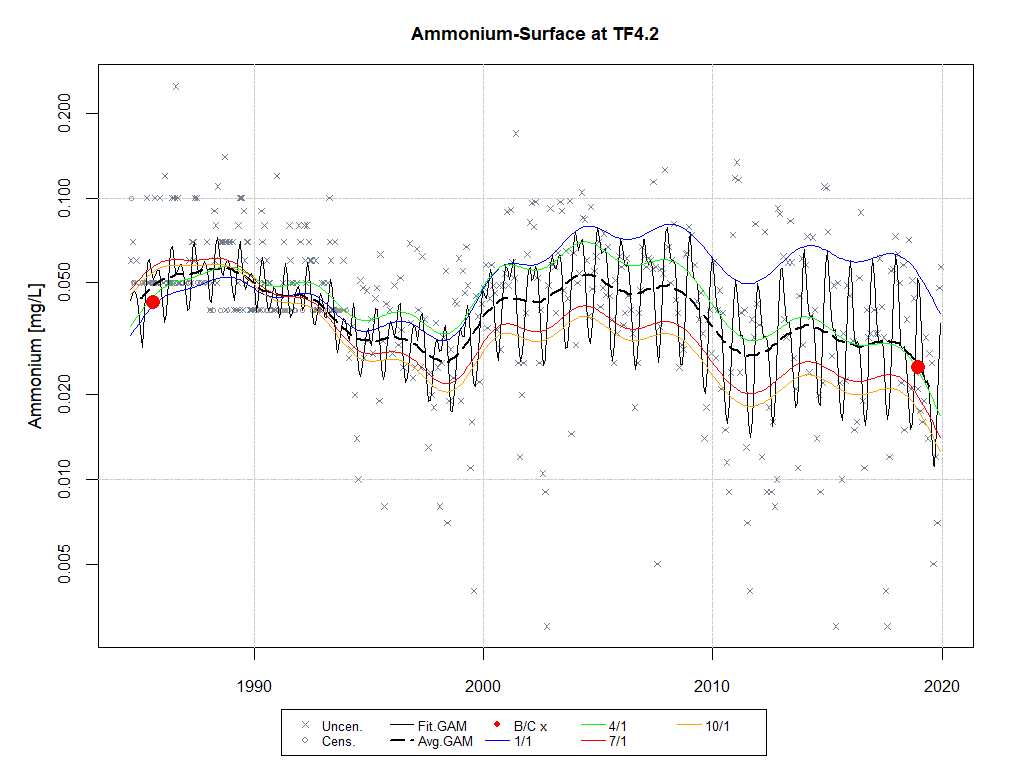 Ammonium-Surface at TF4.2
Ammonium [mg/L]
0.200
0.100
0.050
0.020
0.010
0.005
1990 2000 2010 2020
Uncen. Fit.GAM B/C x 4/1 10/1
Cens. Avg.GAM 1/1 7/1